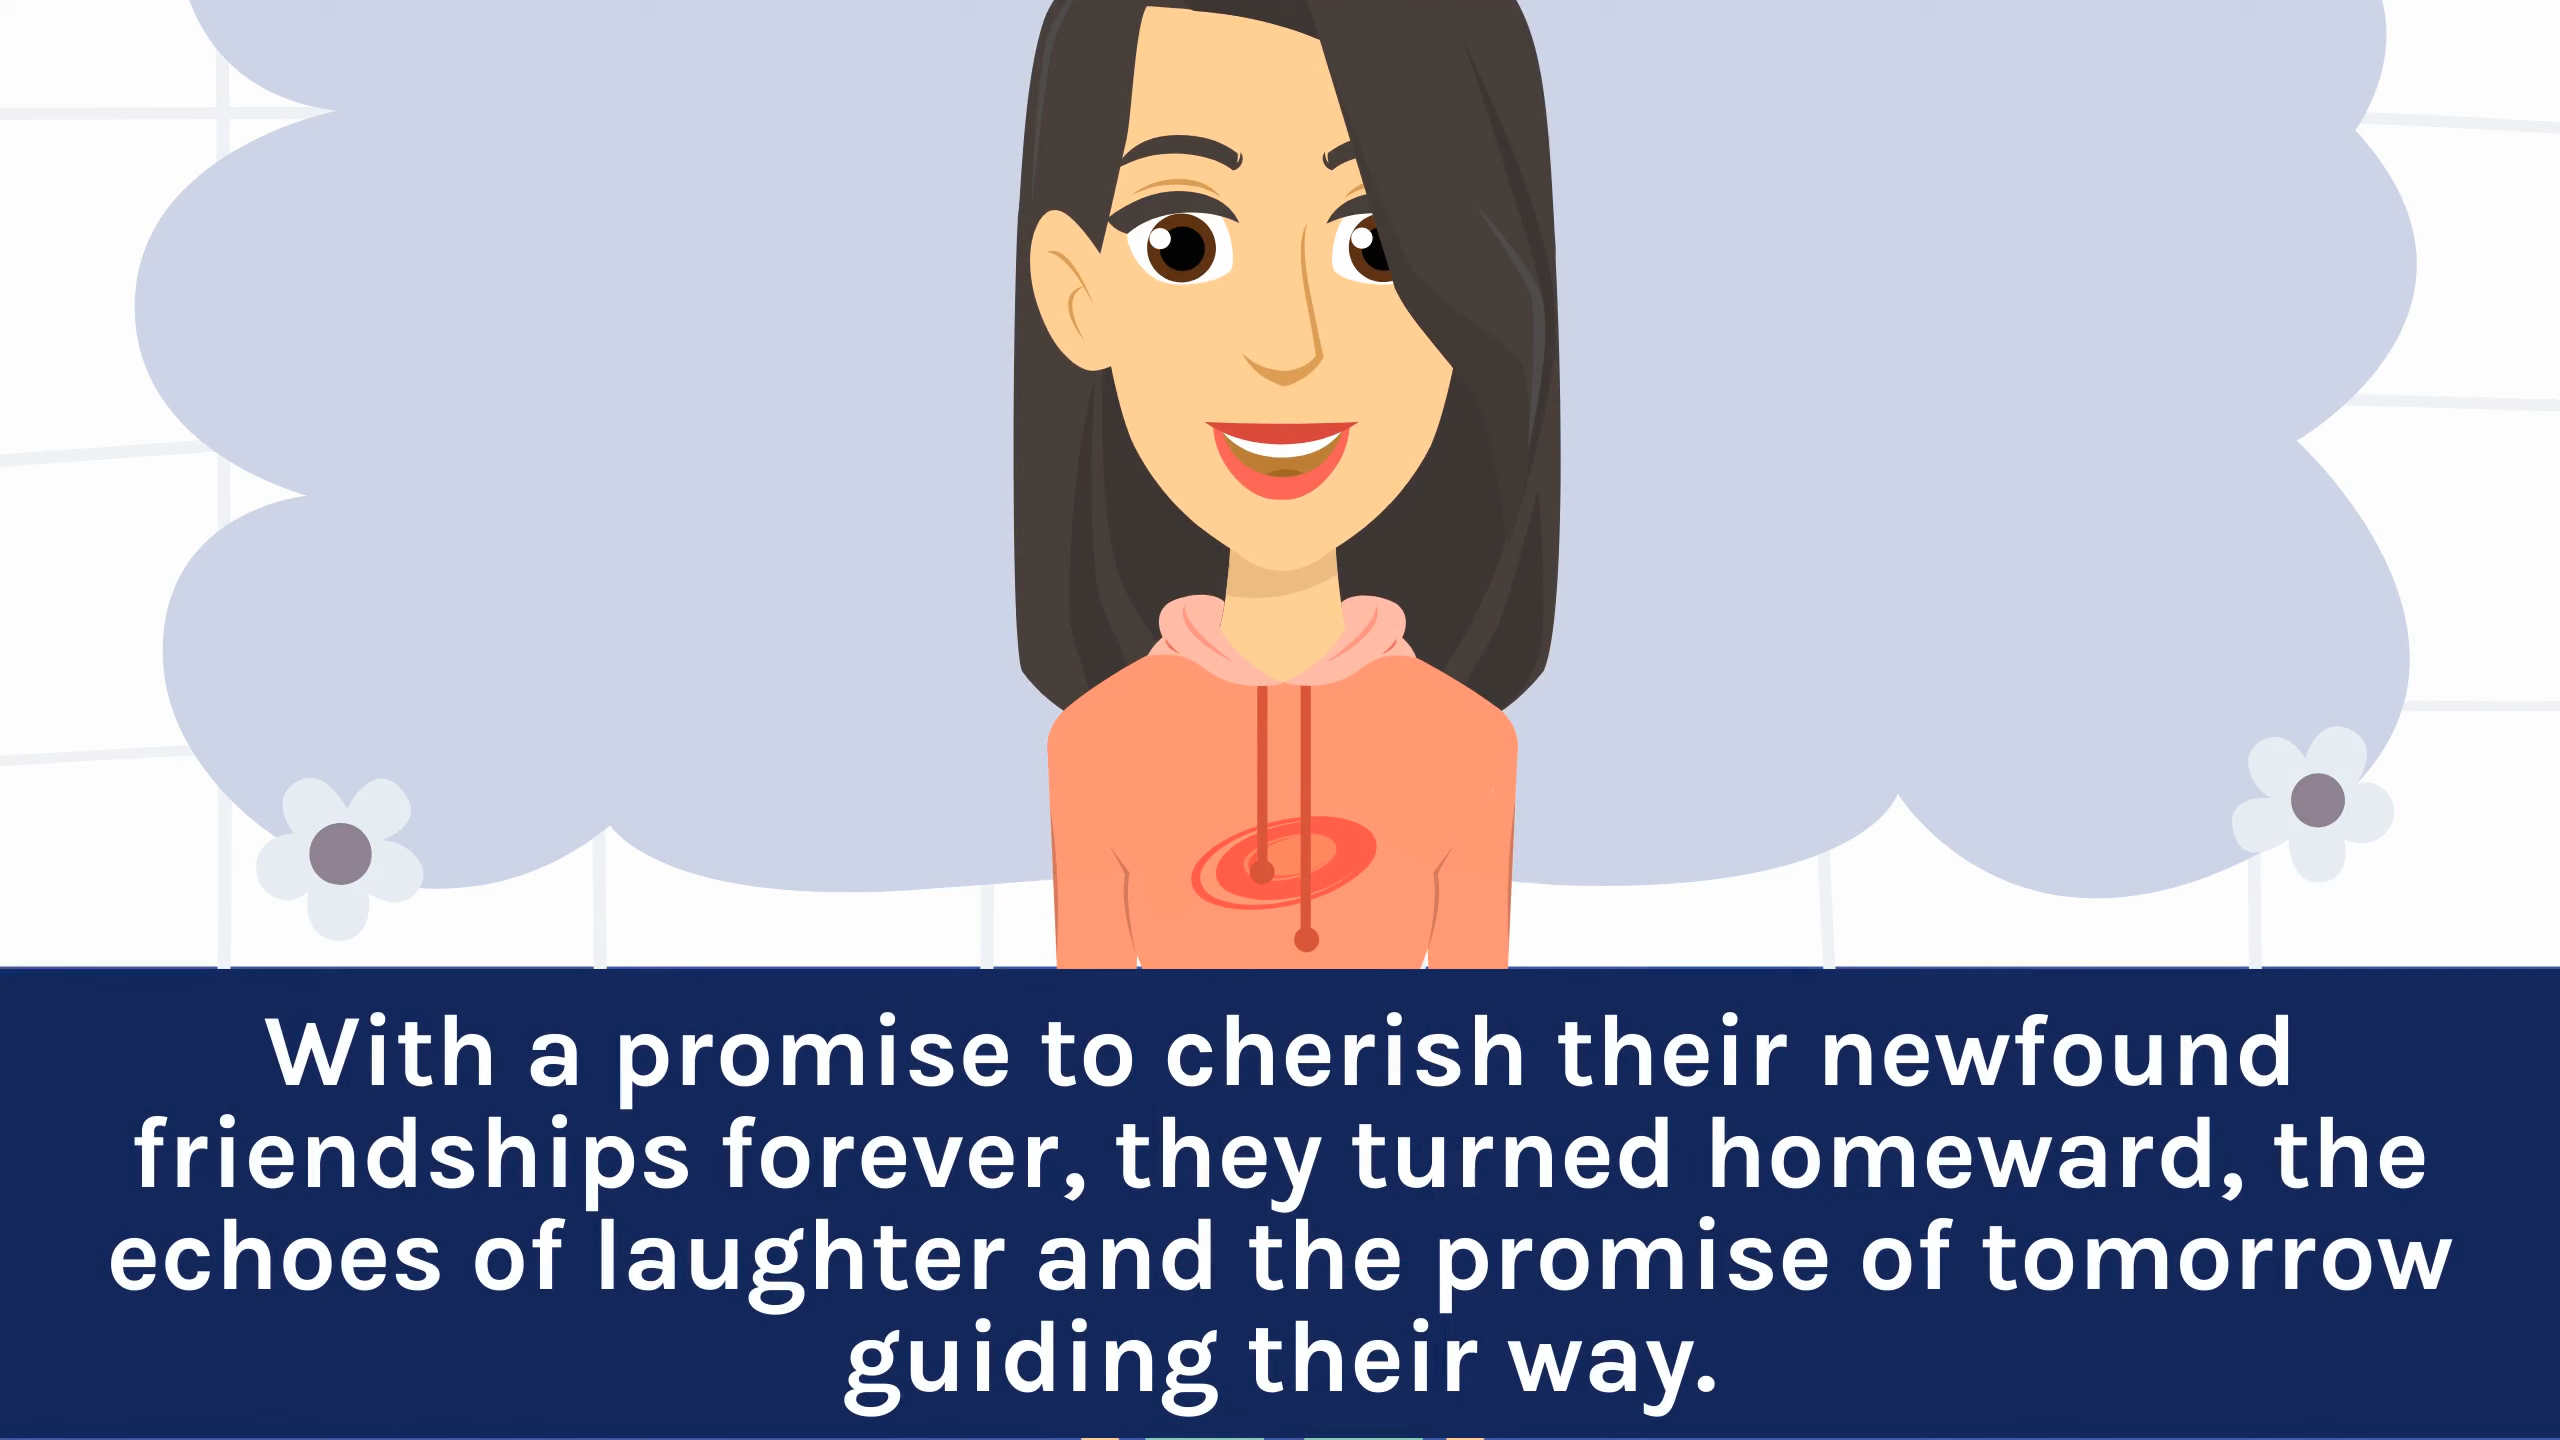 With a promise to cherish their newfound
friendships forever, they turned homeward, the
echoes of laughter and the promise of tomorrow
guiding their way.